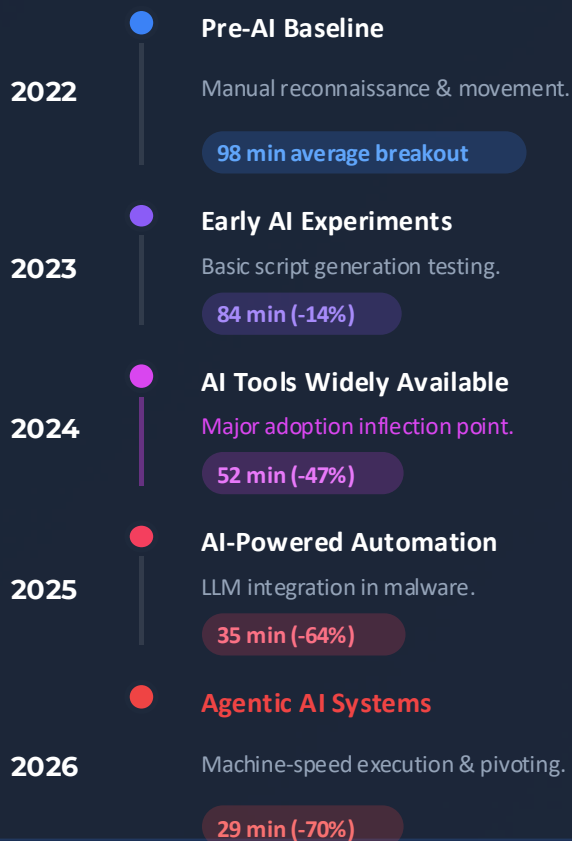 Pre-AI Baseline
2022
Manual reconnaissance & movement.
98 min average breakout
Early AI Experiments
2023
Basic script generation testing.
84 min (-14%)
AI Tools Widely Available
2024
Major adoption inflection point.
52 min (-47%)
AI-Powered Automation
2025
LLM integration in malware.
35 min (-64%)
Agentic AI Systems
2026
Machine-speed execution & pivoting.
29 min (-70%)